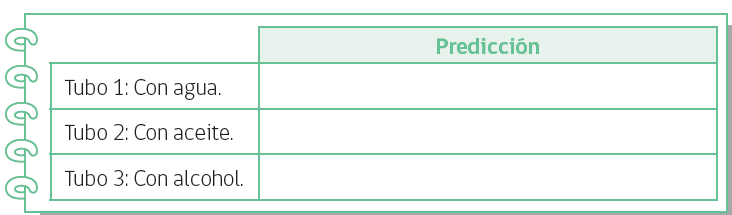 Predicción
Tubo 1: Con agua.
Tubo 2: Con aceite.
Tubo 3: Con alcohol.